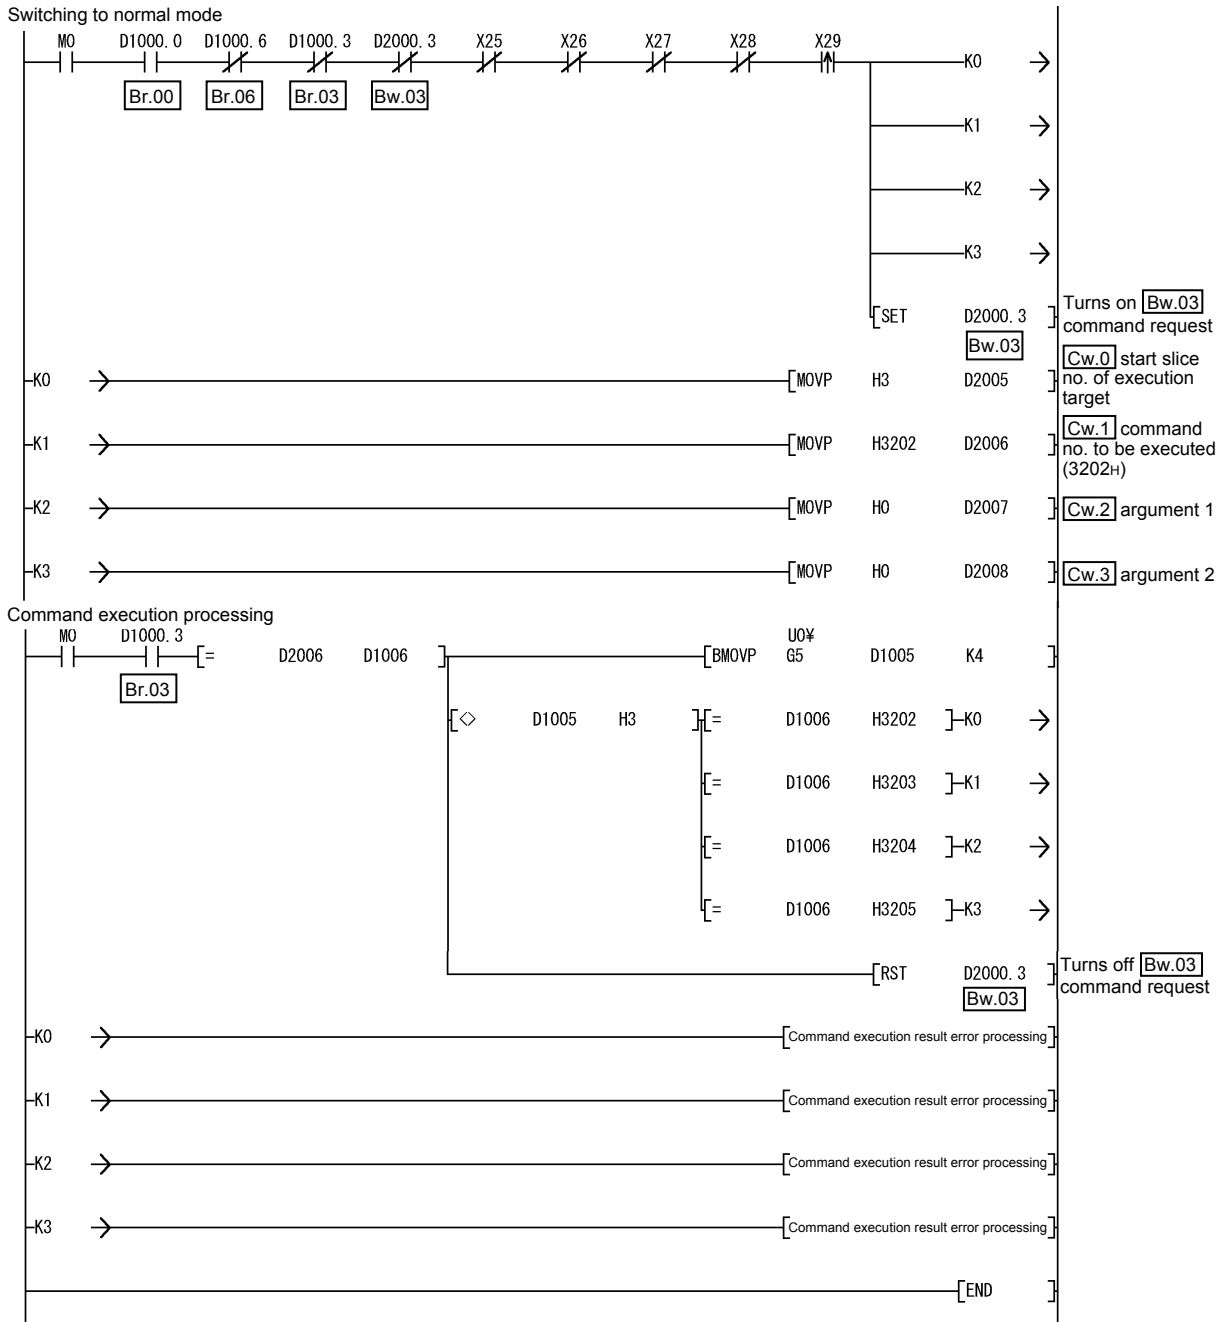 Switching to normal mode
M0 D1000.0 D1000.6 D1000.3 D2000.3 X25 X26 X27 X28 X29
K0
Br.00 Br.06 Br.03 Bw.03
K1
K2
K3
SET D2000.3 Turns on Bw.03
command request
Bw.03
K0 MOVP H3 D2005 Cw.0 start slice
no. of execution
target
K1 MOVP H3202 D2006 Cw.1 command
no. to be executed
(3202H)
K2 MOVP H0 D2007 Cw.2 argument 1
K3 MOVP H0 D2008 Cw.3 argument 2
Command execution processing
M0 D1000.3 U0¥
= D2006 D1006 BMOVP G5 D1005 K4
Br.03
<> D1005 H3 = D1006 H3202 K0
= D1006 H3203 K1
= D1006 H3204 K2
= D1006 H3205 K3
RST D2000.3 Turns off Bw.03
command request
Bw.03
K0 Command execution result error processing
K1 Command execution result error processing
K2 Command execution result error processing
K3 Command execution result error processing
END